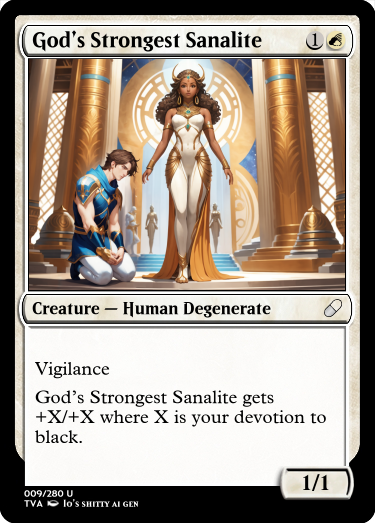 God's Strongest Sanalite 1
Creature — Human Degenerate
Vigilance
God's Strongest Sanalite gets
+X/+X where X is your devotion to
black.
1/1
009/280 U
TVA Io's shitty ai gen